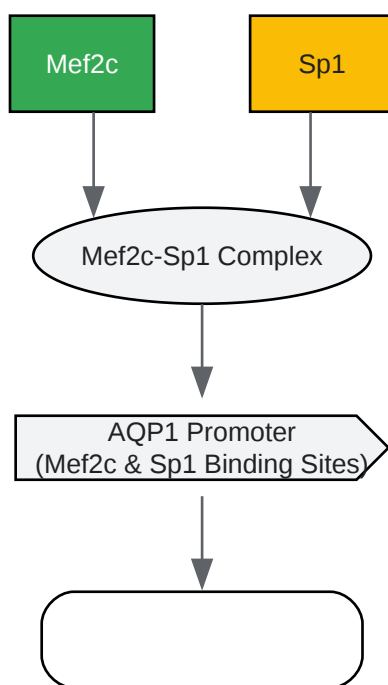 Mef2c
Sp1
Mef2c-Sp1 Complex
AQP1 Promoter
(Mef2c & Sp1 Binding Sites)